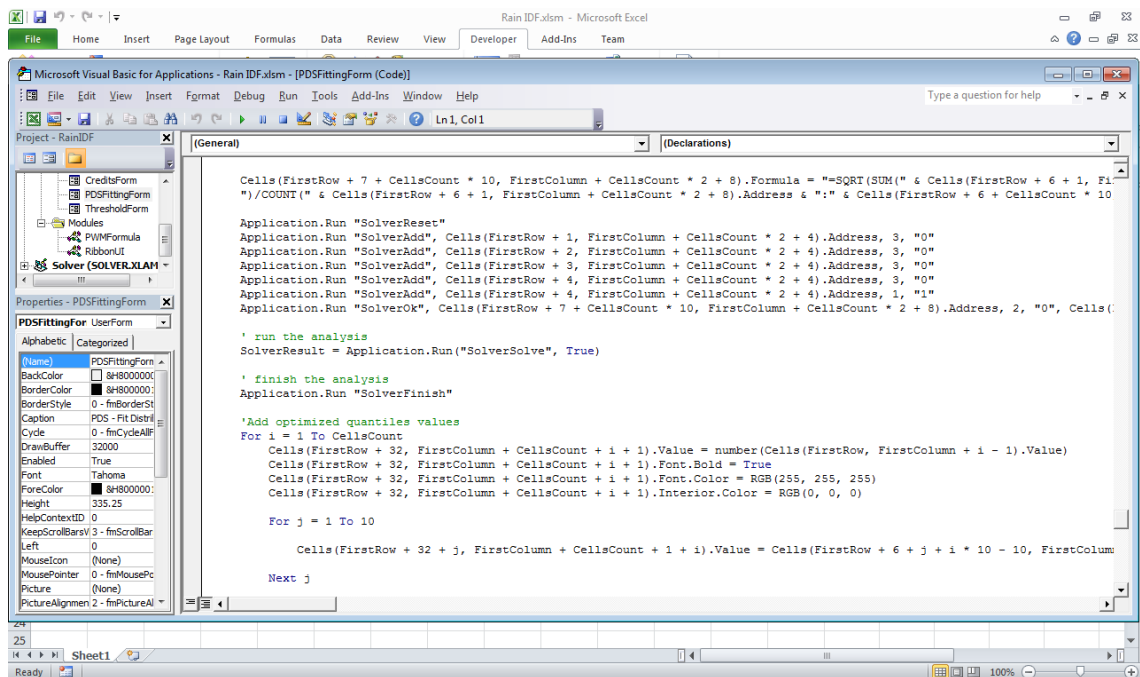 Rain IDF.xlsm - Microsoft Excel
File Home Insert Page Layout Formulas Data Review View Developer Add-Ins Team
Microsoft Visual Basic for Applications - Rain IDF.xlsm - [PDSFittingForm (Code)]
File Edit View Insert Format Debug Run Tools Add-Ins Window Help
Type a question for help
Ln 1, Col 1
Project - RainIDF
CreditsForm
PDSFittingForm
ThresholdForm
Modules
PWMFormula
RibbonUI
Solver (SOLVER.XLAM
Properties - PDSFittingForm
PDSFittingFor UserForm
Alphabetic Categorized
(Name) PDSFittingForm
BackColor &H8000000
BorderColor &H800000:
BorderStyle 0 - fmBorderSt
Caption PDS - Fit Distril
Cycle 0 - fmCycleAllF
DrawBuffer 32000
Enabled True
Font Tahoma
ForeColor &H800000:
Height 335.25
HelpContextID 0
KeepScrollBarsV 3 - fmScrollBar
Left 0
MouseIcon (None)
MousePointer 0 - fmMousePo
Picture (None)
PictureAlignmen 2 - fmPictureAl
(General) (Declarations)
Cells(FirstRow + 7 + CellsCount * 10, FirstColumn + CellsCount * 2 + 8).Formula = "=SQRT(SUM(" & Cells(FirstRow + 6 + 1, Fi
")/COUNT(" & Cells(FirstRow + 6 + 1, FirstColumn + CellsCount * 2 + 8).Address & ":" & Cells(FirstRow + 6 + CellsCount * 10
Application.Run "SolverReset"
Application.Run "SolverAdd", Cells(FirstRow + 1, FirstColumn + CellsCount * 2 + 4).Address, 3, "0"
Application.Run "SolverAdd", Cells(FirstRow + 2, FirstColumn + CellsCount * 2 + 4).Address, 3, "0"
Application.Run "SolverAdd", Cells(FirstRow + 3, FirstColumn + CellsCount * 2 + 4).Address, 3, "0"
Application.Run "SolverAdd", Cells(FirstRow + 4, FirstColumn + CellsCount * 2 + 4).Address, 3, "0"
Application.Run "SolverAdd", Cells(FirstRow + 4, FirstColumn + CellsCount * 2 + 4).Address, 1, "1"
Application.Run "SolverOk", Cells(FirstRow + 7 + CellsCount * 10, FirstColumn + CellsCount * 2 + 8).Address, 2, "0", Cells(
' run the analysis
SolverResult = Application.Run("SolverSolve", True)
' finish the analysis
Application.Run "SolverFinish"
'Add optimized quantiles values
For i = 1 To CellsCount
Cells(FirstRow + 32, FirstColumn + CellsCount + i + 1).Value = number(Cells(FirstRow, FirstColumn + i - 1).Value)
Cells(FirstRow + 32, FirstColumn + CellsCount + i + 1).Font.Bold = True
Cells(FirstRow + 32, FirstColumn + CellsCount + i + 1).Font.Color = RGB(255, 255, 255)
Cells(FirstRow + 32, FirstColumn + CellsCount + i + 1).Interior.Color = RGB(0, 0, 0)
For j = 1 To 10
Cells(FirstRow + 32 + j, FirstColumn + CellsCount + 1 + i).Value = Cells(FirstRow + 6 + j + i * 10 - 10, FirstColum
Next j
24
25
Sheet1
Ready 100%